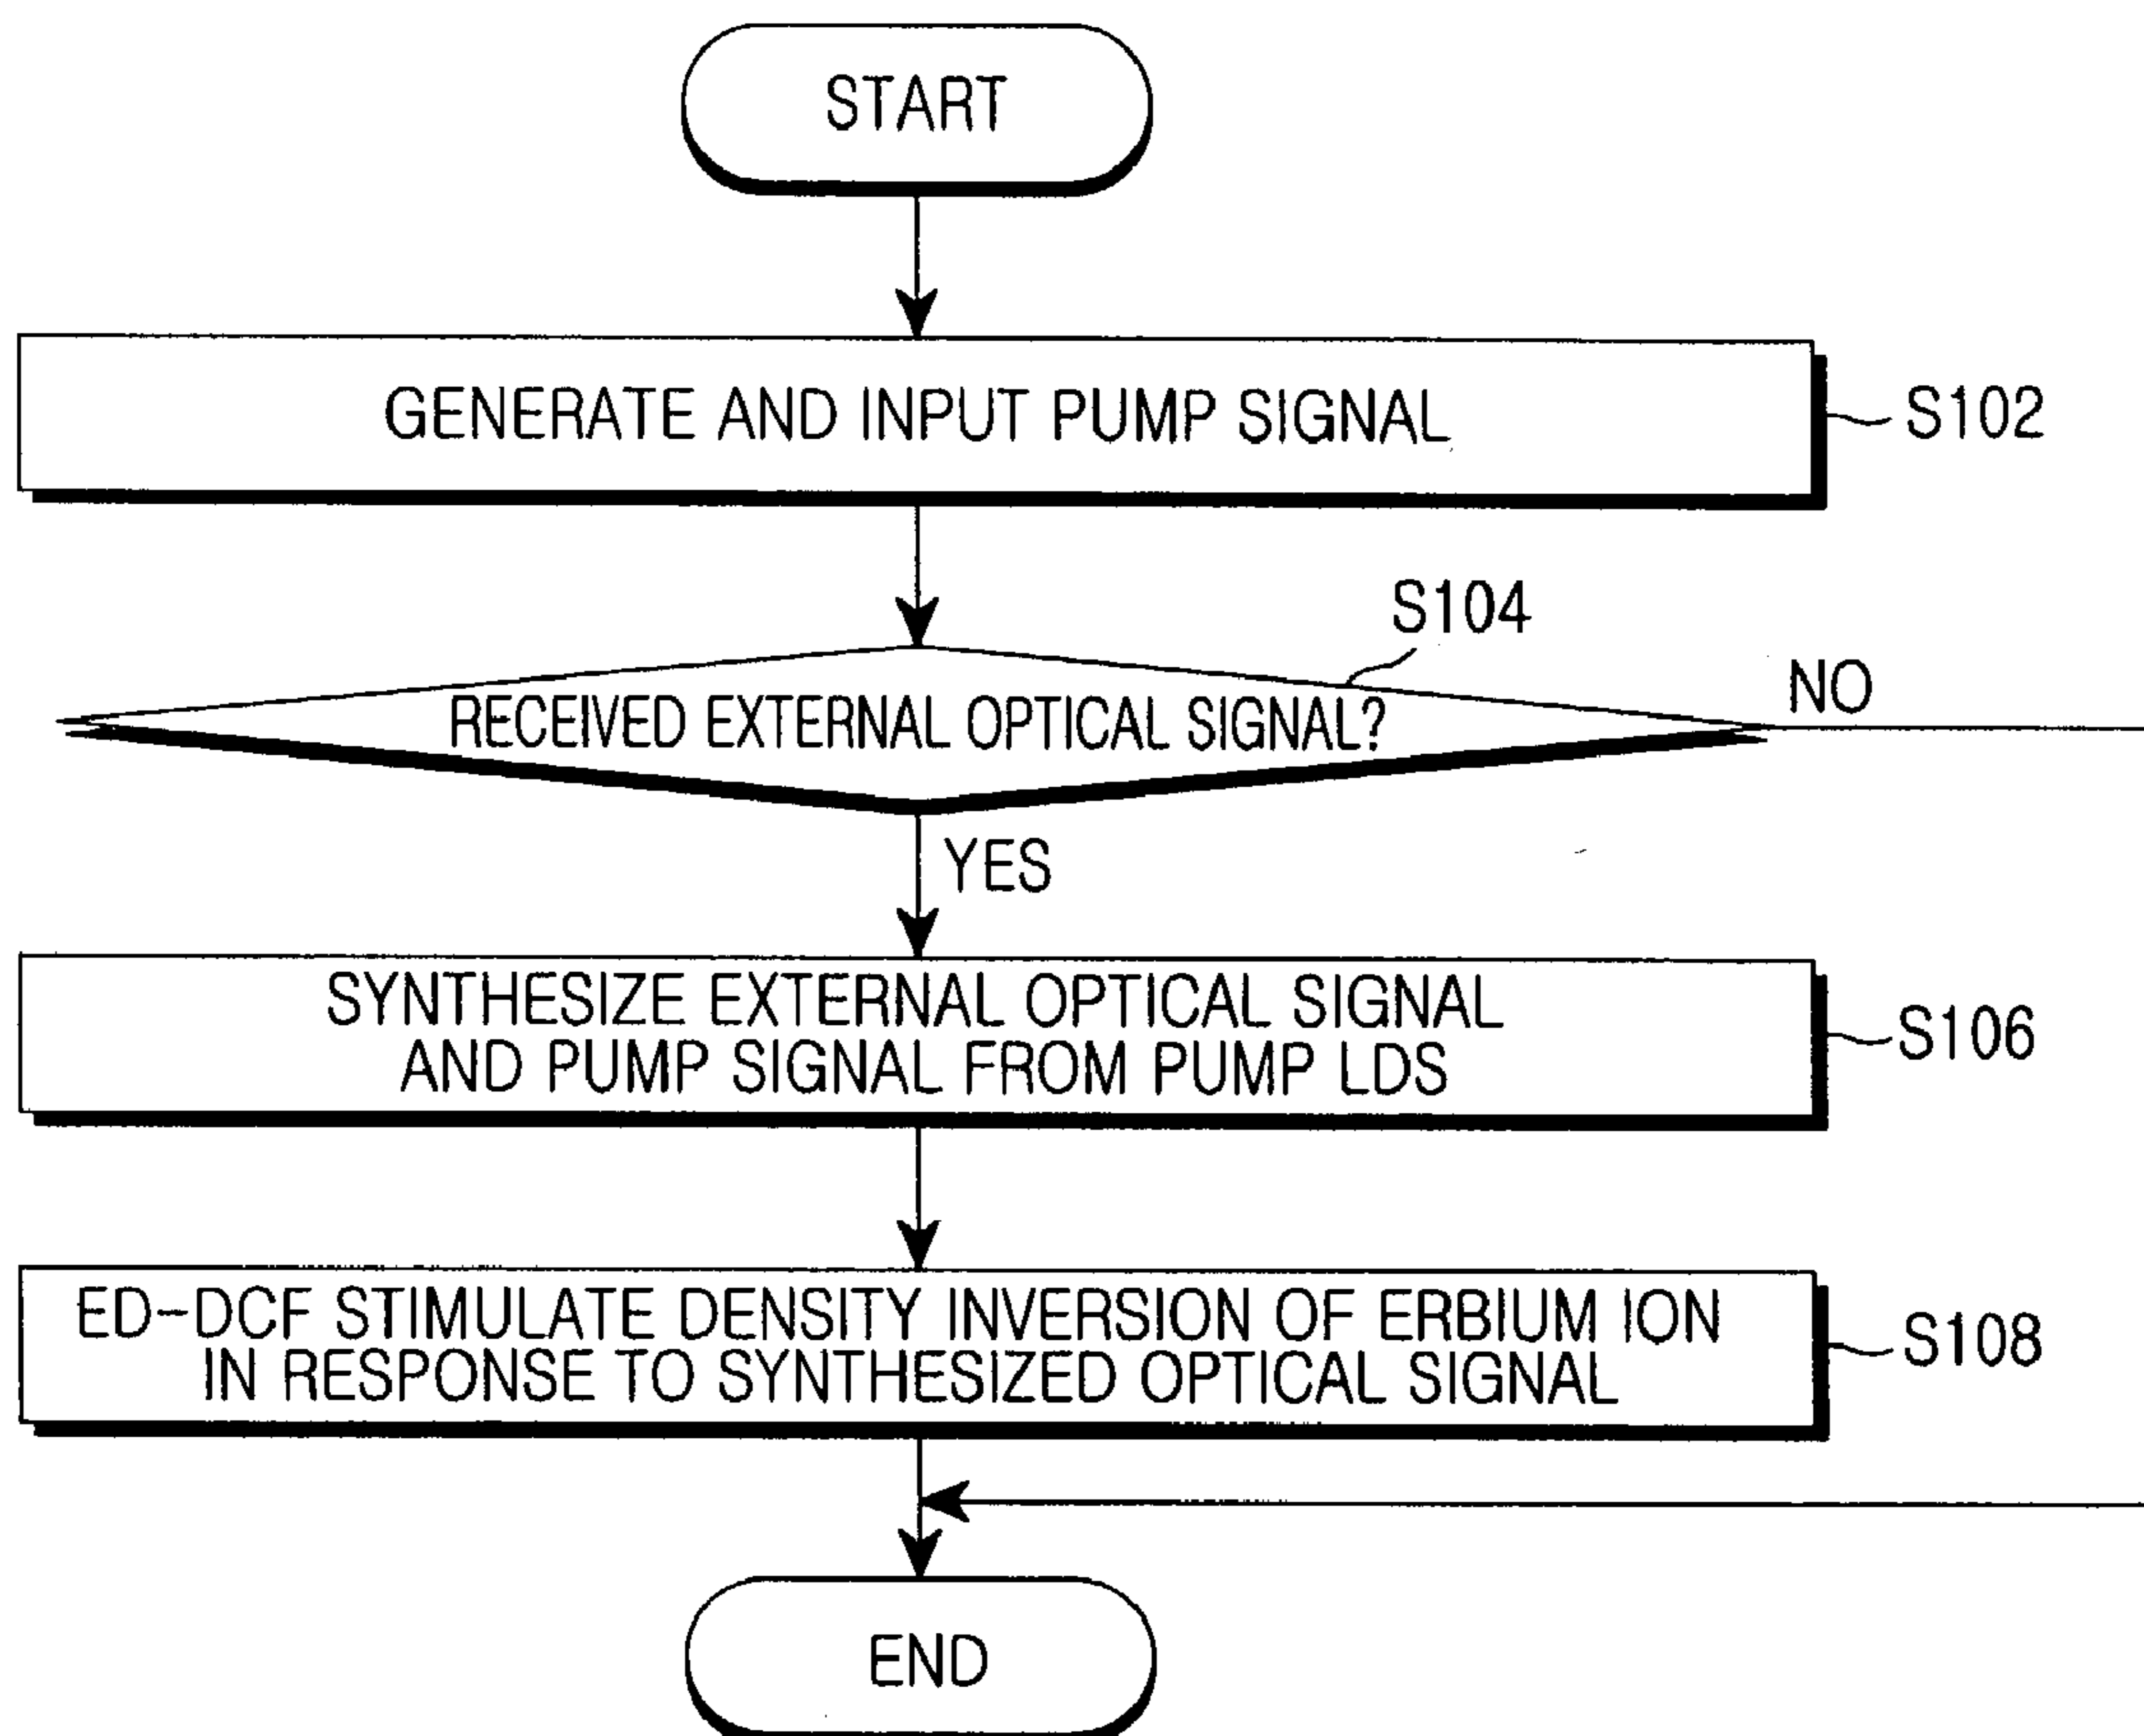 START
GENERATE AND INPUT PUMP SIGNAL
S102
S104
RECEIVED EXTERNAL OPTICAL SIGNAL?
NO
YES
SYNTHESIZE EXTERNAL OPTICAL SIGNAL
AND PUMP SIGNAL FROM PUMP LDS
S106
ED-DCF STIMULATE DENSITY INVERSION OF ERBIUM ION
IN RESPONSE TO SYNTHESIZED OPTICAL SIGNAL
S108
END